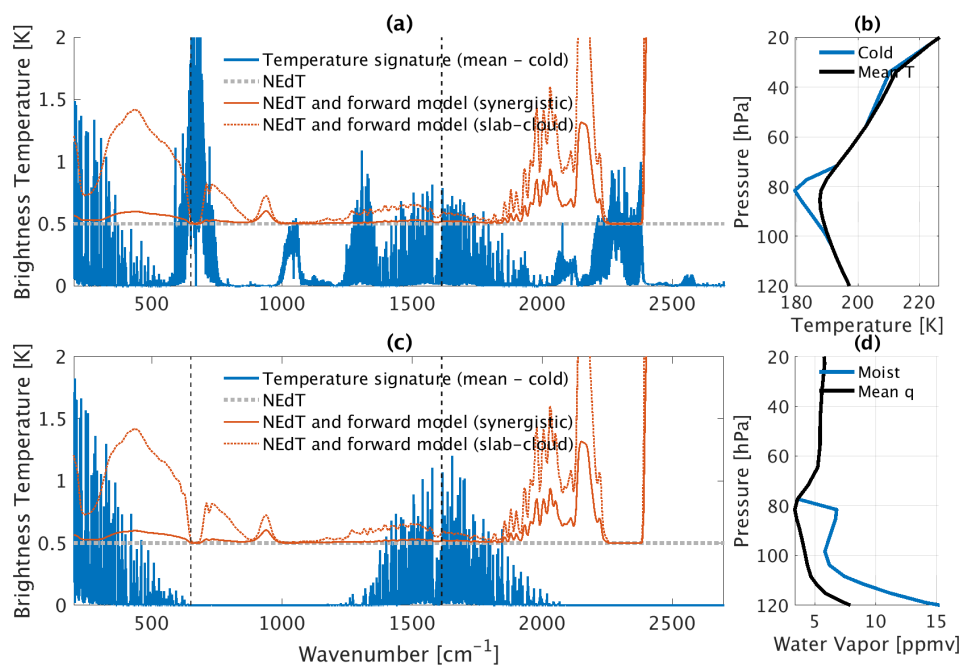 (a)
Brightness Temperature [K]
2
1.5
1
0.5
0
Temperature signature (mean - cold)
NEdT
NEdT and forward model (synergistic)
NEdT and forward model (slab-cloud)
500
1000
1500
2000
2500
(b)
Pressure [hPa]
20
40
60
80
100
120
Cold
Mean T
180
200
220
Temperature [K]
(c)
Brightness Temperature [K]
2
1.5
1
0.5
0
Temperature signature (mean - cold)
NEdT
NEdT and forward model (synergistic)
NEdT and forward model (slab-cloud)
500
1000
1500
2000
2500
Wavenumber [cm⁻¹]
(d)
Pressure [hPa]
20
40
60
80
100
120
Moist
Mean q
5
10
15
Water Vapor [ppmv]